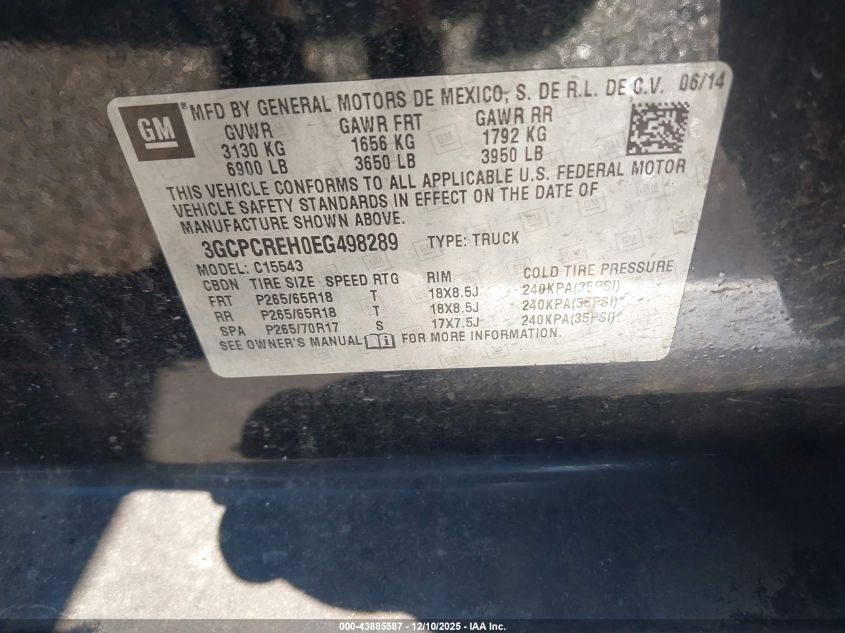 GM ® MFD BY GENERAL MOTORS DE MEXICO, S. DE R.L. DE C.V. 06/14
GVWR GAWR FRT GAWR RR
3130 KG 1656 KG 1792 KG
6900 LB 3650 LB 3950 LB
THIS VEHICLE CONFORMS TO ALL APPLICABLE U.S. FEDERAL MOTOR
VEHICLE SAFETY STANDARDS IN EFFECT ON THE DATE OF
MANUFACTURE SHOWN ABOVE.
3GCPCREH0EG498289 TYPE: TRUCK
MODEL: C15543
CBDN TIRE SIZE SPEED RTG RIM COLD TIRE PRESSURE
FRT P265/65R18 T 18X8.5J 240KPA(35PSI)
RR P265/65R18 T 18X8.5J 240KPA(35PSI)
SPA P265/70R17 S 17X7.5J 240KPA(35PSI)
SEE OWNER'S MANUAL FOR MORE INFORMATION.
000-43885587 - 12/10/2025 - IAA Inc.